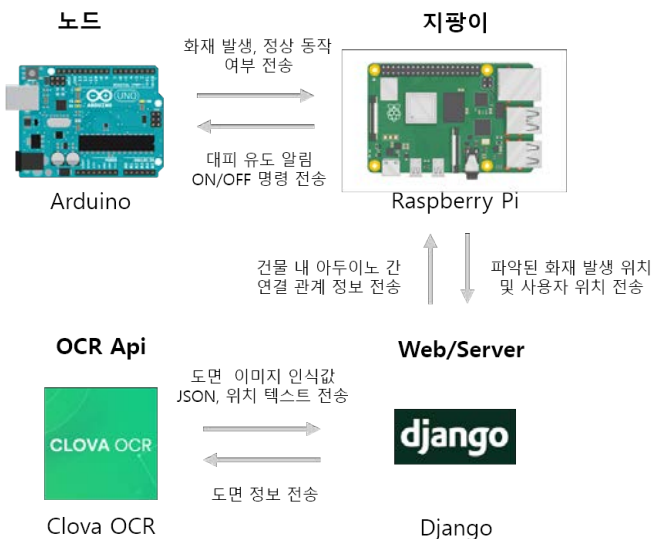 노드
지팡이
화재 발생, 정상 동작
여부 전송
ARDUINO
UNO
대피 유도 알림
ON/OFF 명령 전송
Arduino
Raspberry Pi
건물 내 아두이노 간
연결 관계 정보 전송
파악된 화재 발생 위치
및 사용자 위치 전송
OCR Api
Web/Server
도면 이미지 인식값
JSON, 위치 텍스트 전송
CLOVA OCR
django
도면 정보 전송
Clova OCR
Django